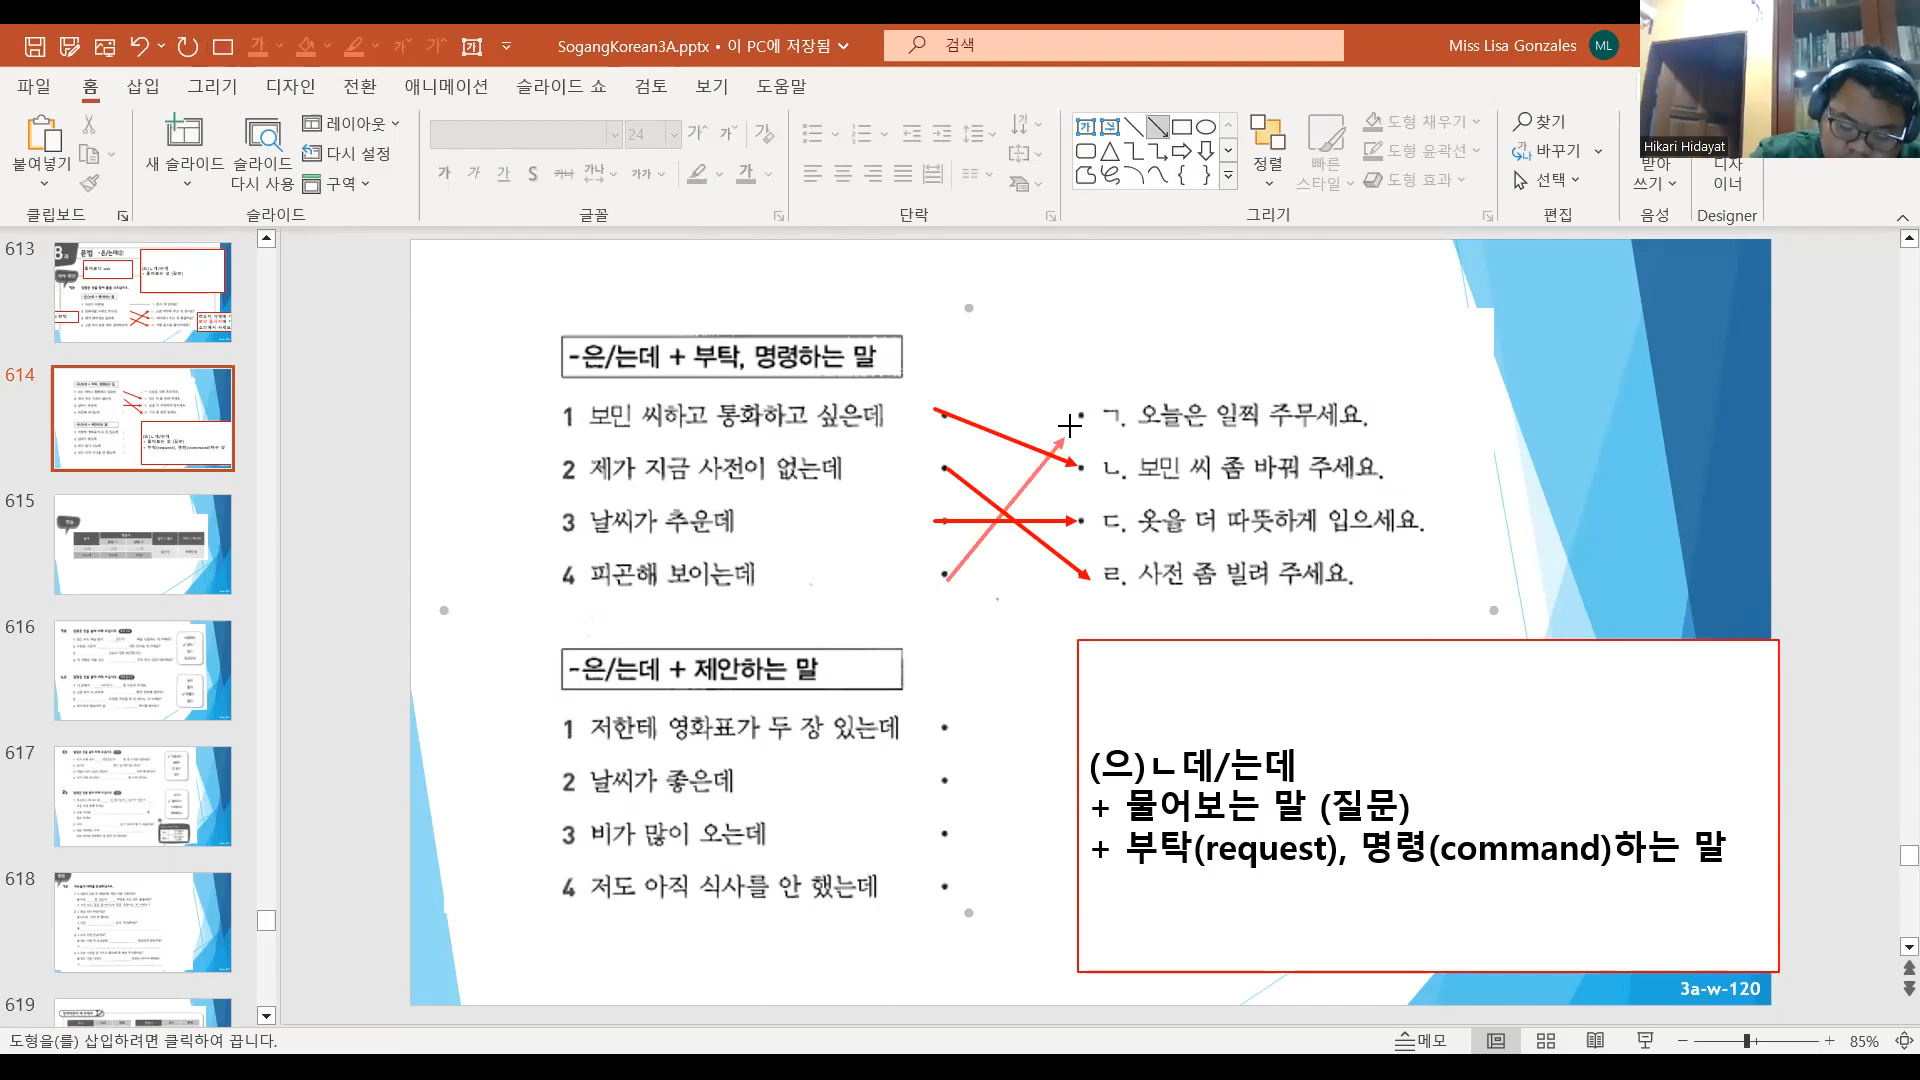 SogangKorean3A.pptx • 이 PC에 저장됨
검색
Miss Lisa Gonzales ML
Hikari Hidayat
파일 홈 삽입 그리기 디자인 전환 애니메이션 슬라이드 쇼 검토 보기 도움말
붙여넣기
클립보드
새 슬라이드
슬라이드 다시 사용
레이아웃
다시 설정
구역
슬라이드
24
글꼴
단락
정렬
빠른 스타일
도형 채우기
도형 윤곽선
도형 효과
그리기
찾기
바꾸기
선택
편집
받아쓰기
음성
디자이너
Designer
613
614
615
616
617
618
619
-은/는데 + 부탁, 명령하는 말
1 보민 씨하고 통화하고 싶은데 • • ㄱ. 오늘은 일찍 주무세요.
2 제가 지금 사전이 없는데 • • ㄴ. 보민 씨 좀 바꿔 주세요.
3 날씨가 추운데 • • ㄷ. 옷을 더 따뜻하게 입으세요.
4 피곤해 보이는데 • ㄹ. 사전 좀 빌려 주세요.
-은/는데 + 제안하는 말
1 저한테 영화표가 두 장 있는데 •
2 날씨가 좋은데 •
3 비가 많이 오는데 •
4 저도 아직 식사를 안 했는데 •
(으)ㄴ데/는데
+ 물어보는 말 (질문)
+ 부탁(request), 명령(command)하는 말
3a-w-120
도형을(를) 삽입하려면 클릭하여 끕니다.
메모
85%